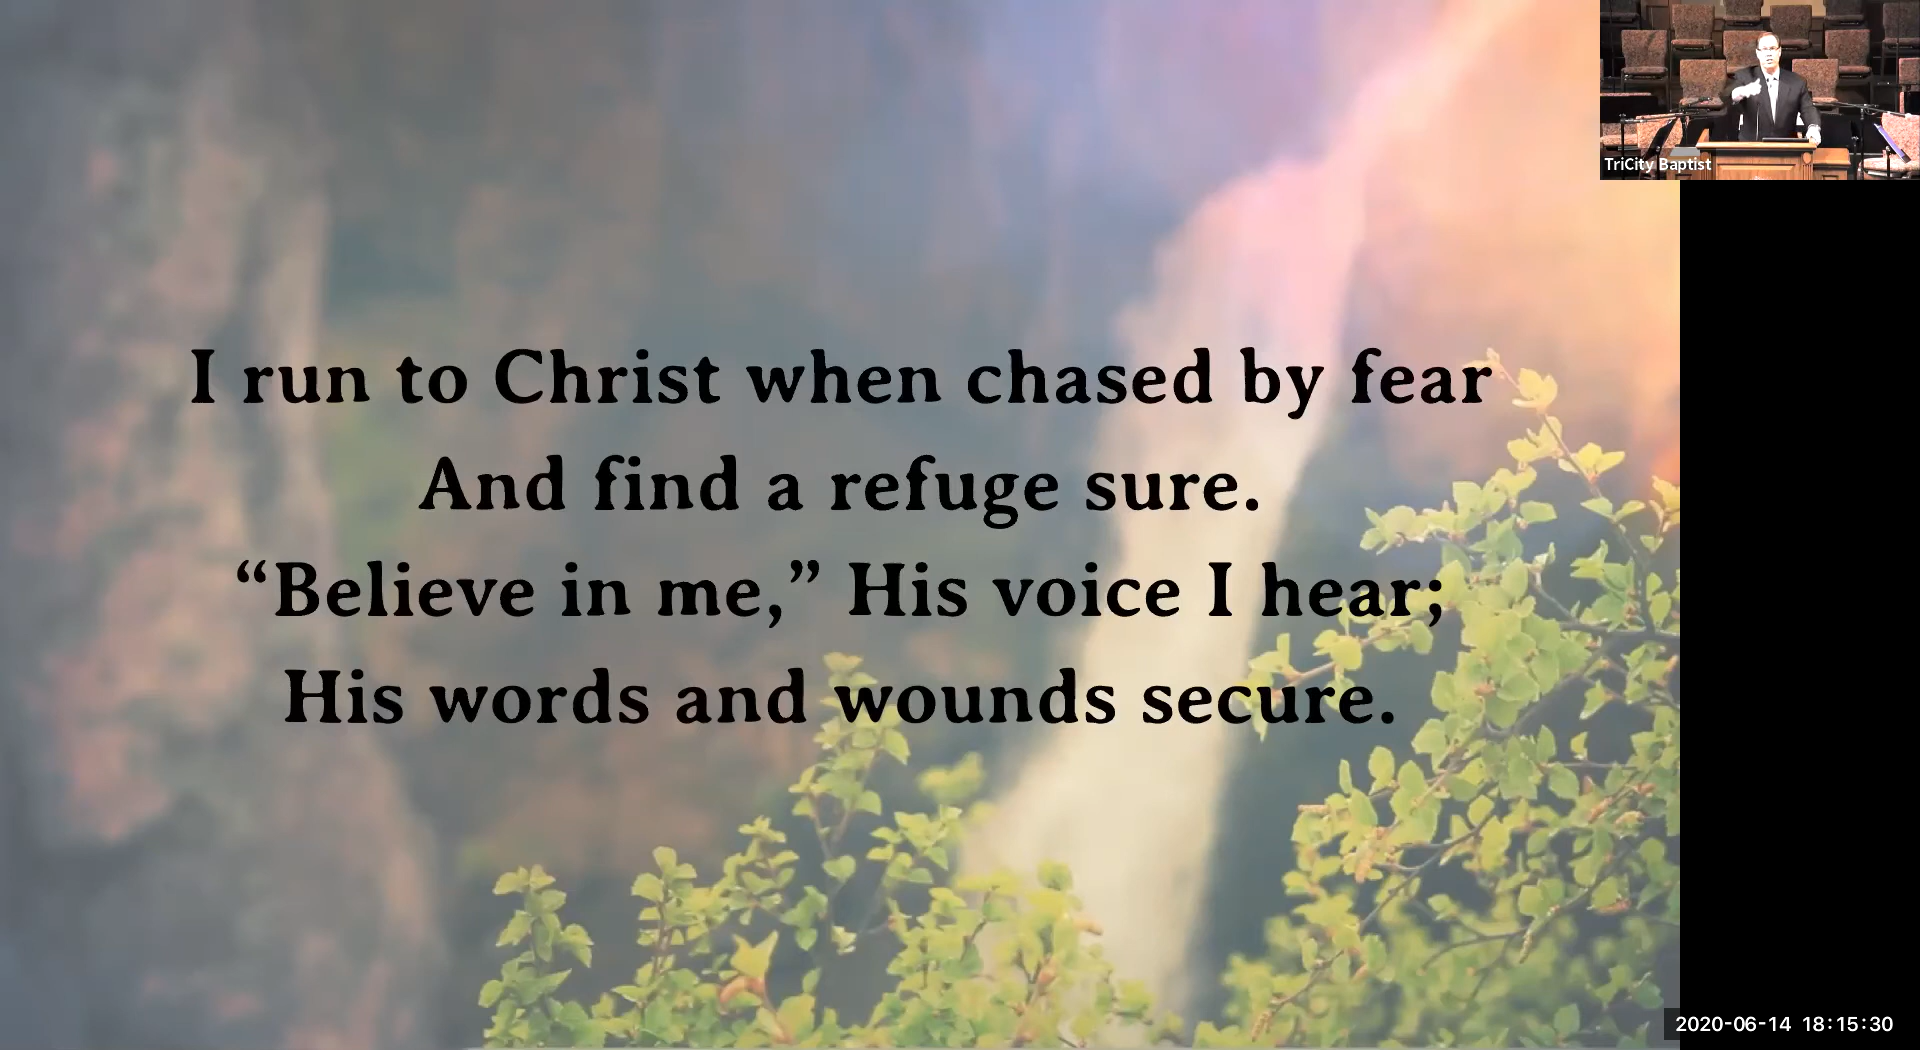 I run to Christ when chased by fear
And find a refuge sure.
“Believe in me,” His voice I hear;
His words and wounds secure.
TriCity Baptist
2020-06-14 18:15:30